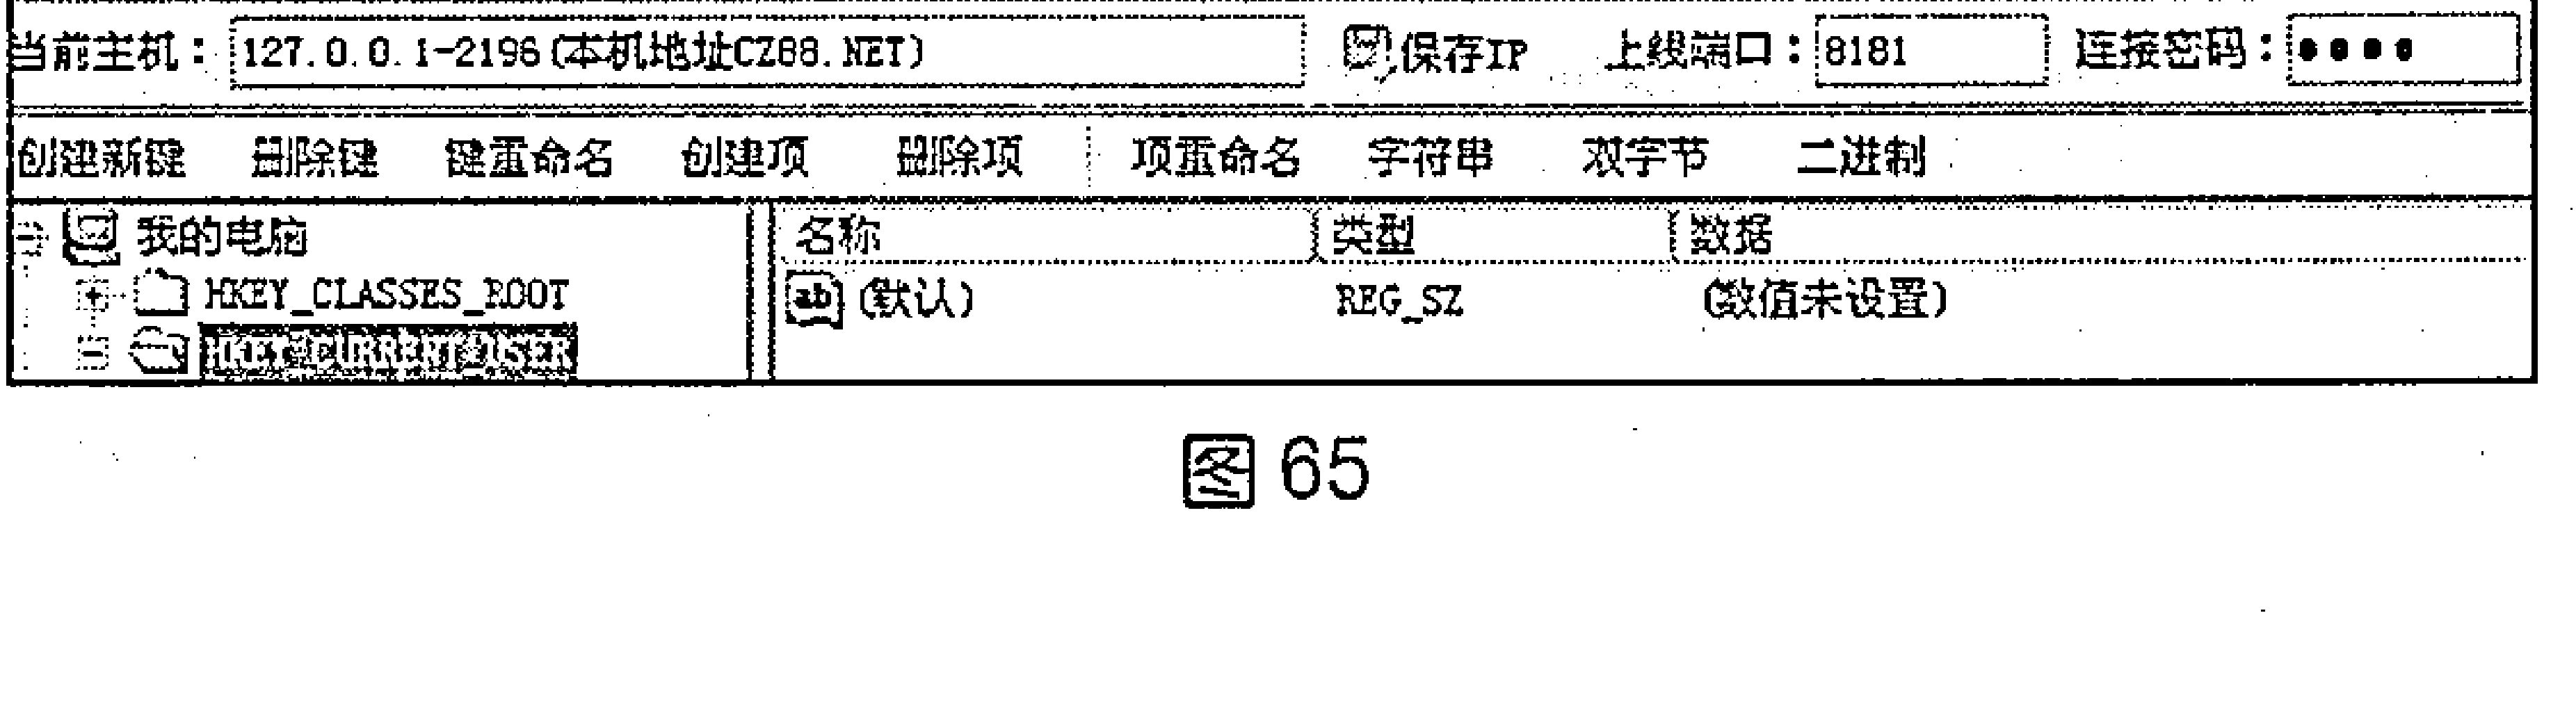 当前主机： 127.0.0.1-2196(本机地址CZ88.NET) 保存IP 上线端口： 8181 连接密码： ●●●●
创建新键 删除键 键重命名 创建项 删除项 项重命名 字符串 双字节 二进制
我的电脑 名称 类型 数据
HKEY_CLASSES_ROOT (默认) REG_SZ (数值未设置)
HKEY_CURRENT_USER
图 65